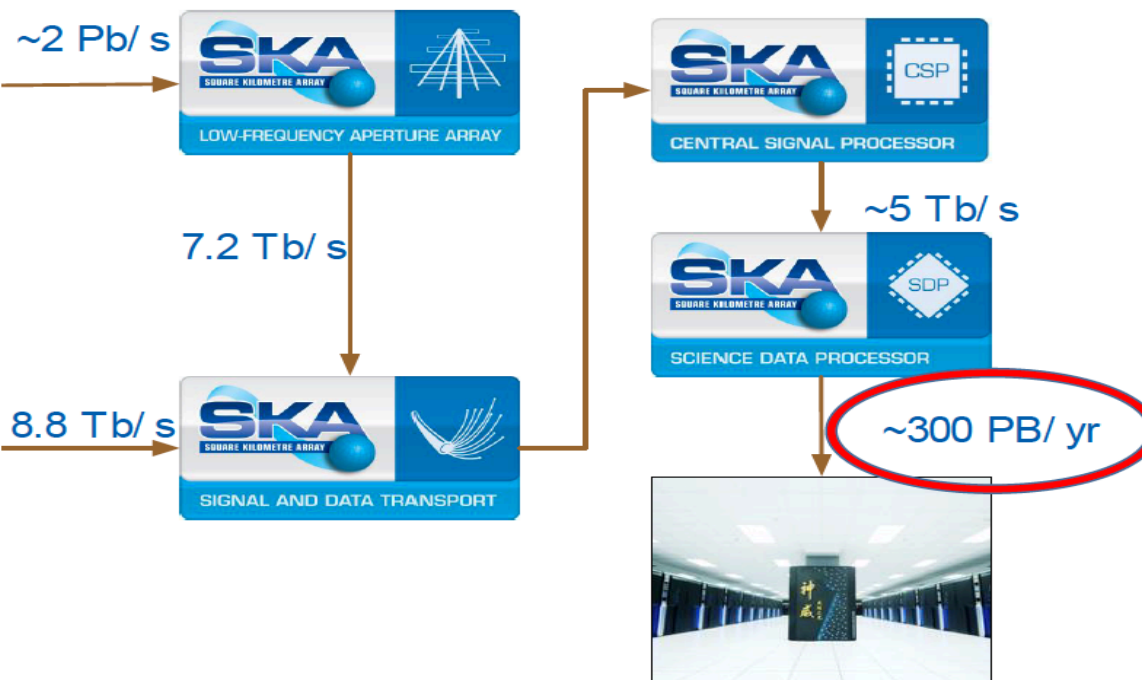 ~2 Pb/ s
SKA
SQUARE KILOMETRE ARRAY
LOW-FREQUENCY APERTURE ARRAY
SKA
SQUARE KILOMETRE ARRAY
CSP
CENTRAL SIGNAL PROCESSOR
7.2 Tb/ s
~5 Tb/ s
SKA
SQUARE KILOMETRE ARRAY
SDP
SCIENCE DATA PROCESSOR
8.8 Tb/ s
SKA
SQUARE KILOMETRE ARRAY
SIGNAL AND DATA TRANSPORT
~300 PB/ yr
神
威